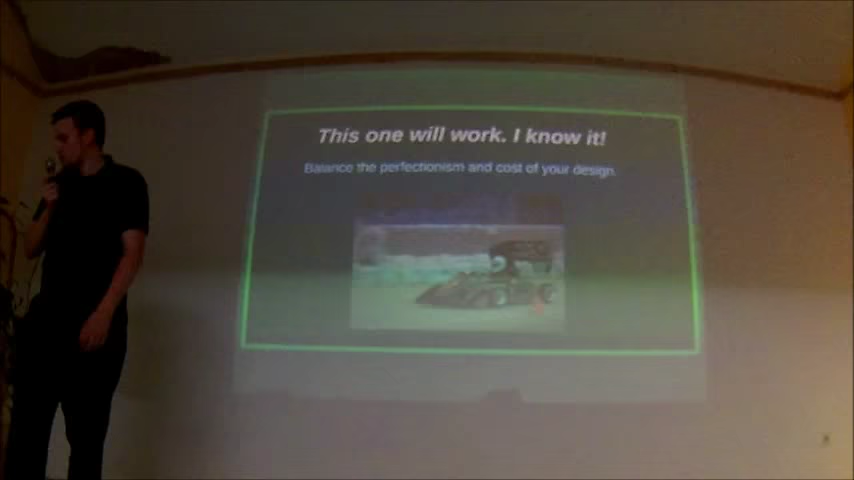 This one will work. I know it!
Balance the perfectionism and cost of your design.